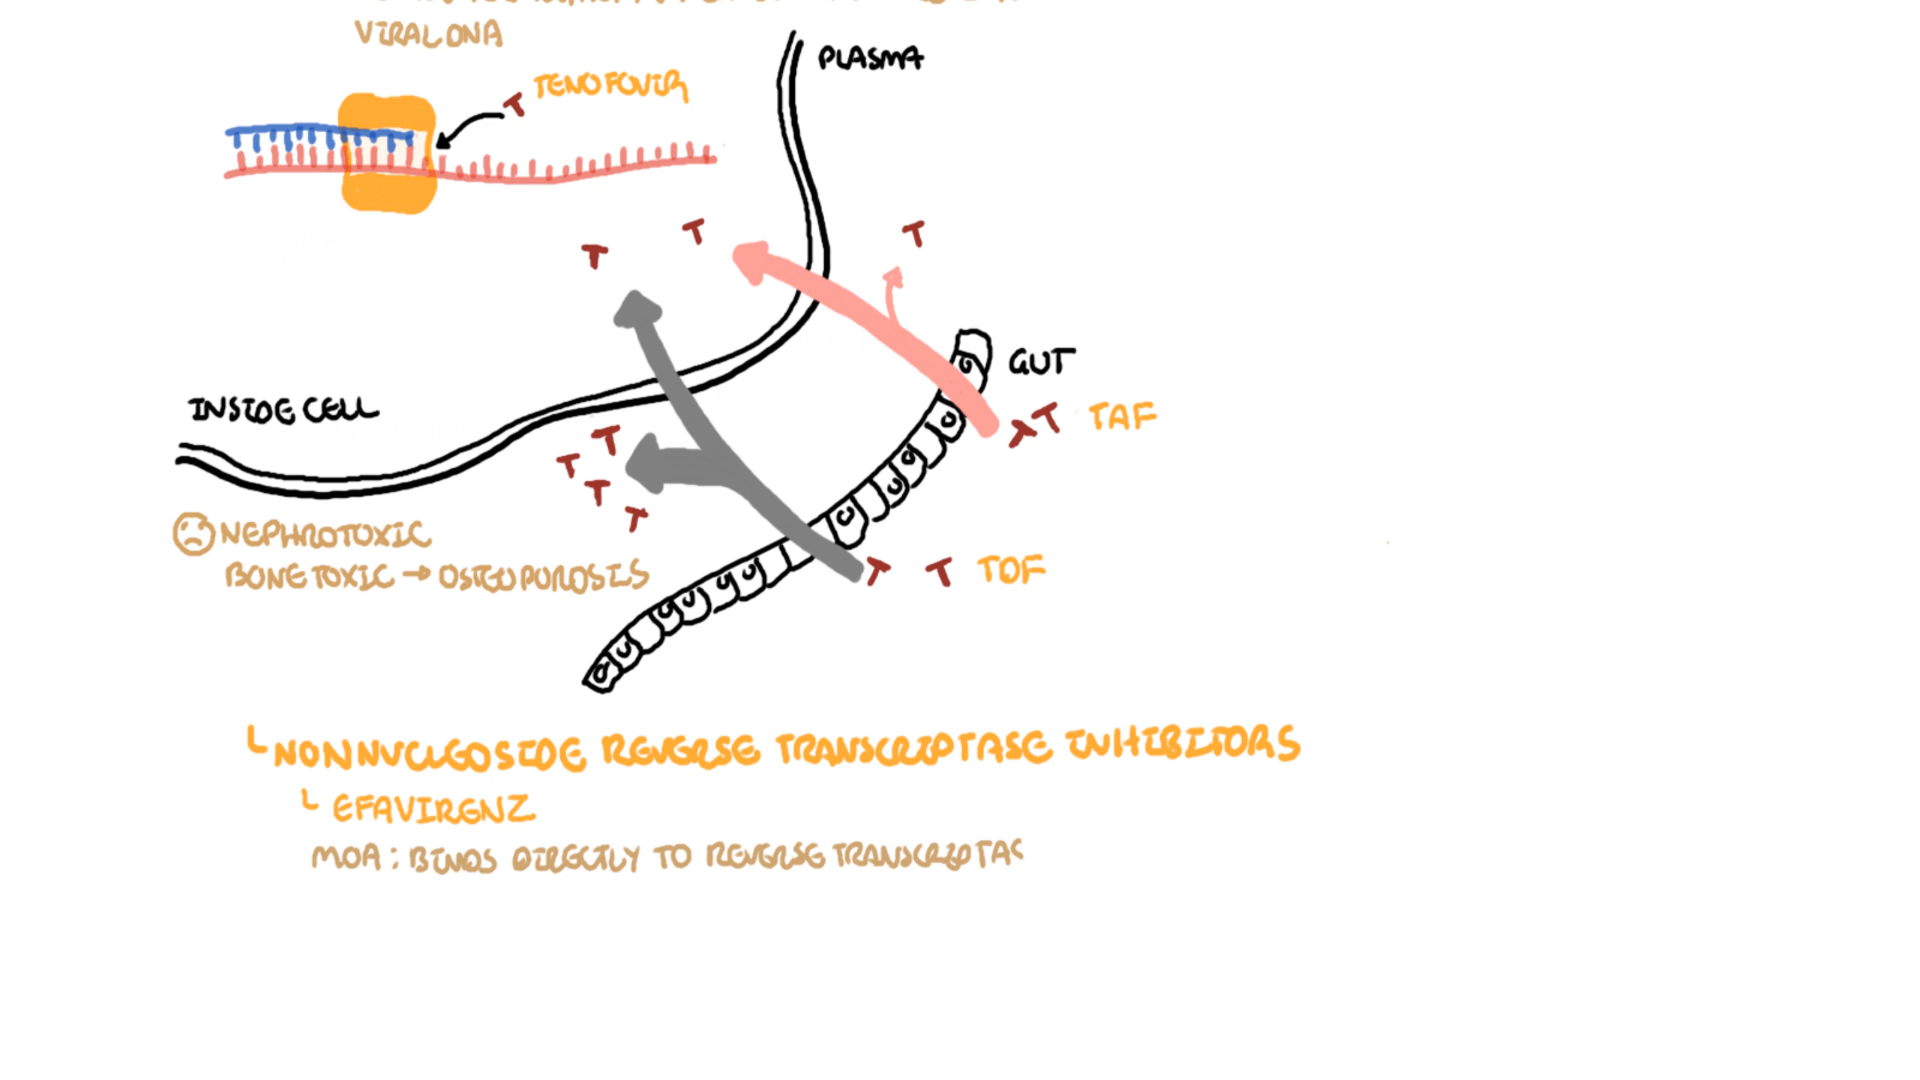 VIRAL DNA
PLASMA
T TENOFOVIR
T
T
T
GUT
INSIDE CELL
T TAF
T
T
T
T
NEPHROTOXIC
BONE TOXIC → OSTEOPOROSIS
T T TDF
NONNUCLEOSIDE REVERSE TRANSCRIPTASE INHIBITORS
EFAVIRENZ
MOA: BINDS DIRECTLY TO REVERSE TRANSCRIPTAS